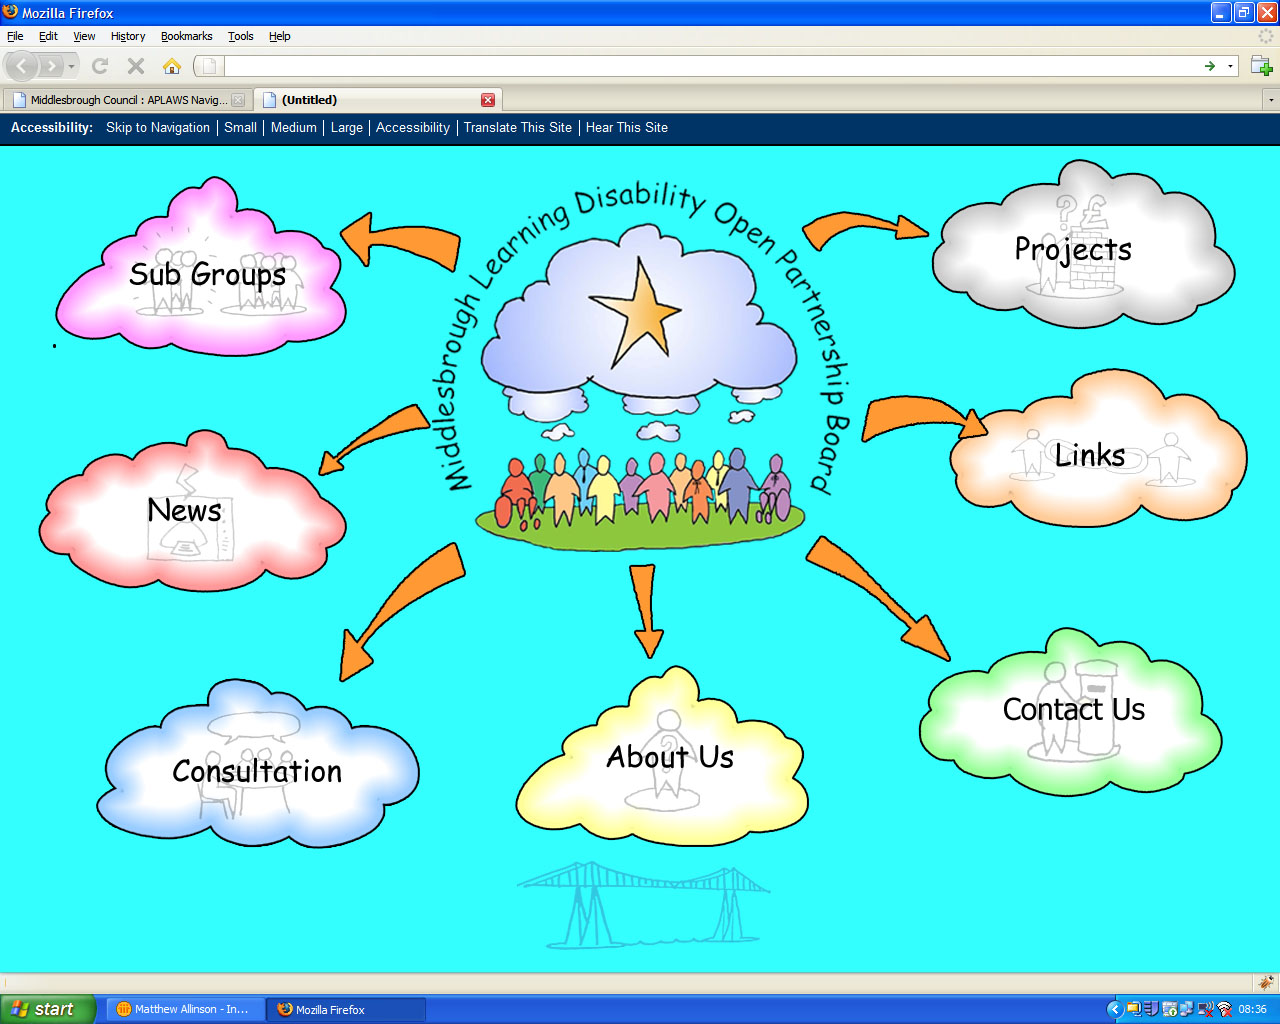 Mozilla Firefox
File Edit View History Bookmarks Tools Help
Middlesbrough Council : APLAWS Navig...
(Untitled)
Accessibility: Skip to Navigation Small Medium Large Accessibility Translate This Site Hear This Site
Middlesbrough Learning Disability Open Partnership Board
Sub Groups
Projects
News
Links
Consultation
About Us
Contact Us
start
Matthew Allinson - In...
Mozilla Firefox
08:36